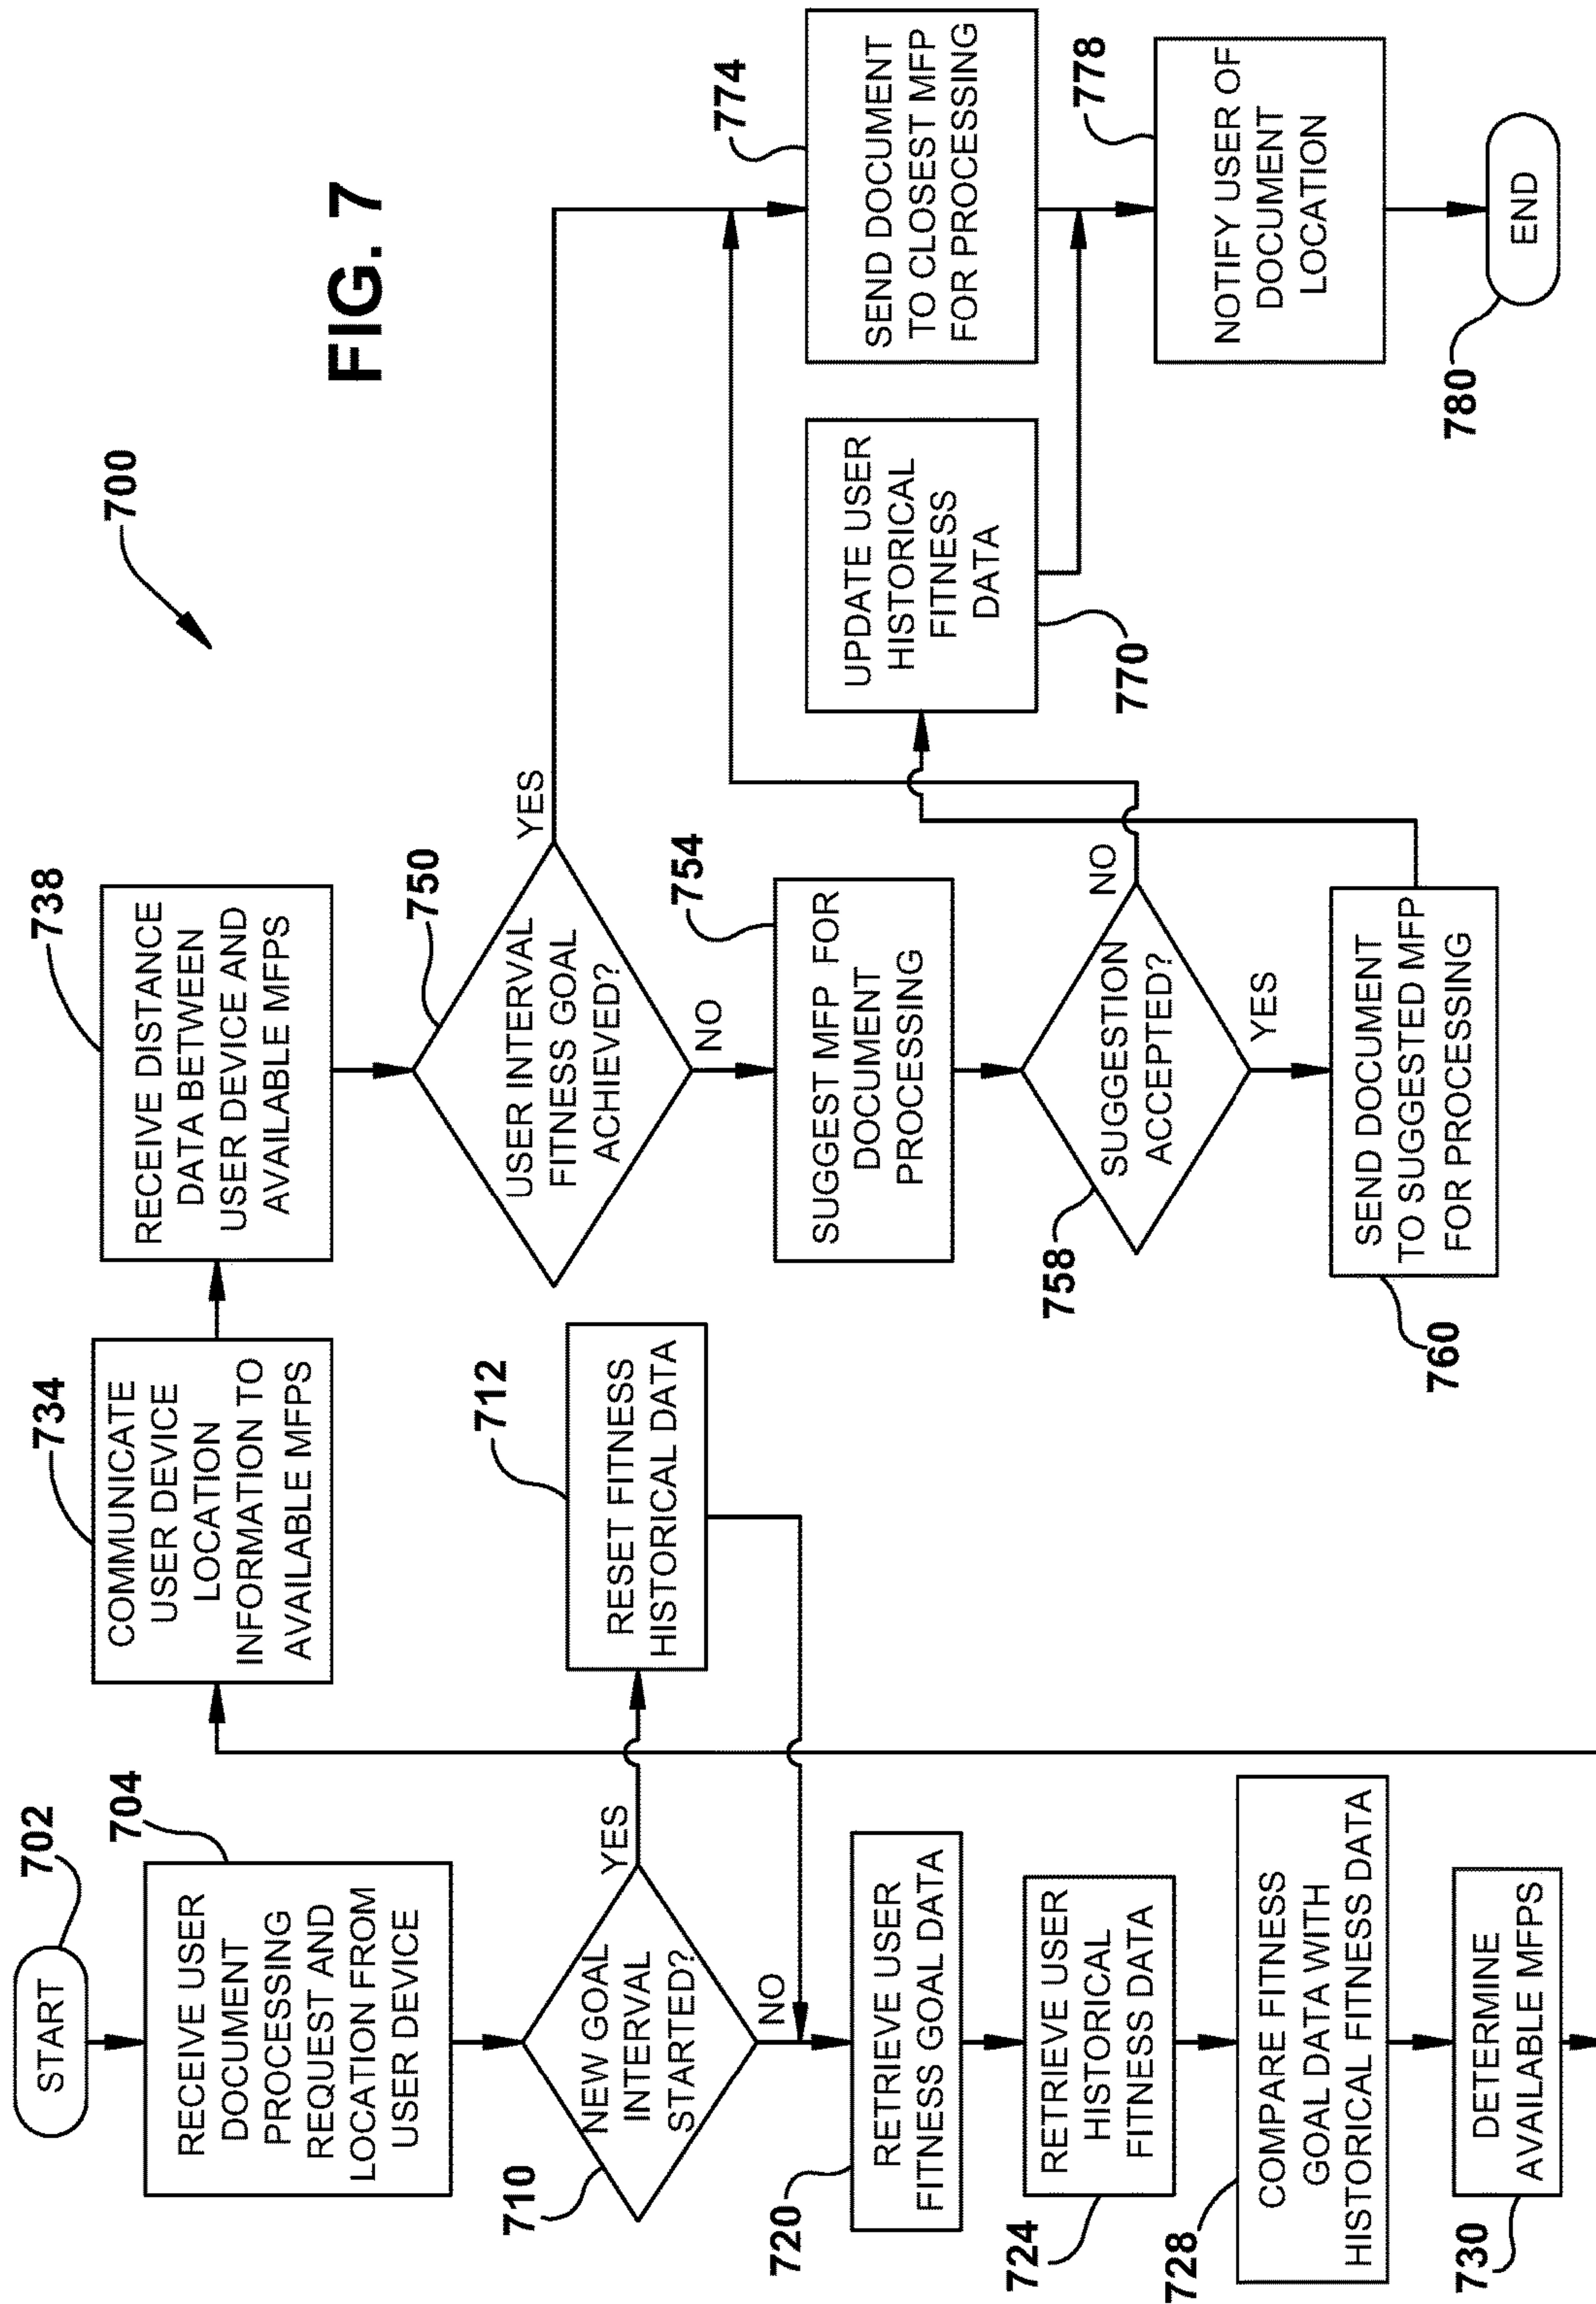 FIG. 7
700
START
702
RECEIVE USER
DOCUMENT
PROCESSING
REQUEST AND
LOCATION FROM
USER DEVICE
704
NEW GOAL
INTERVAL
STARTED?
710
YES
NO
RESET FITNESS
HISTORICAL DATA
712
RETRIEVE USER
FITNESS GOAL DATA
720
RETRIEVE USER
HISTORICAL
FITNESS DATA
724
COMPARE FITNESS
GOAL DATA WITH
HISTORICAL FITNESS DATA
728
DETERMINE
AVAILABLE MFPS
730
COMMUNICATE
USER DEVICE
LOCATION
INFORMATION TO
AVAILABLE MFPS
734
RECEIVE DISTANCE
DATA BETWEEN
USER DEVICE AND
AVAILABLE MFPS
738
USER INTERVAL
FITNESS GOAL
ACHIEVED?
750
YES
NO
SUGGEST MFP FOR
DOCUMENT
PROCESSING
754
SUGGESTION
ACCEPTED?
758
NO
YES
SEND DOCUMENT
TO SUGGESTED MFP
FOR PROCESSING
760
UPDATE USER
HISTORICAL
FITNESS
DATA
770
SEND DOCUMENT
TO CLOSEST MFP
FOR PROCESSING
774
NOTIFY USER OF
DOCUMENT
LOCATION
778
END
780